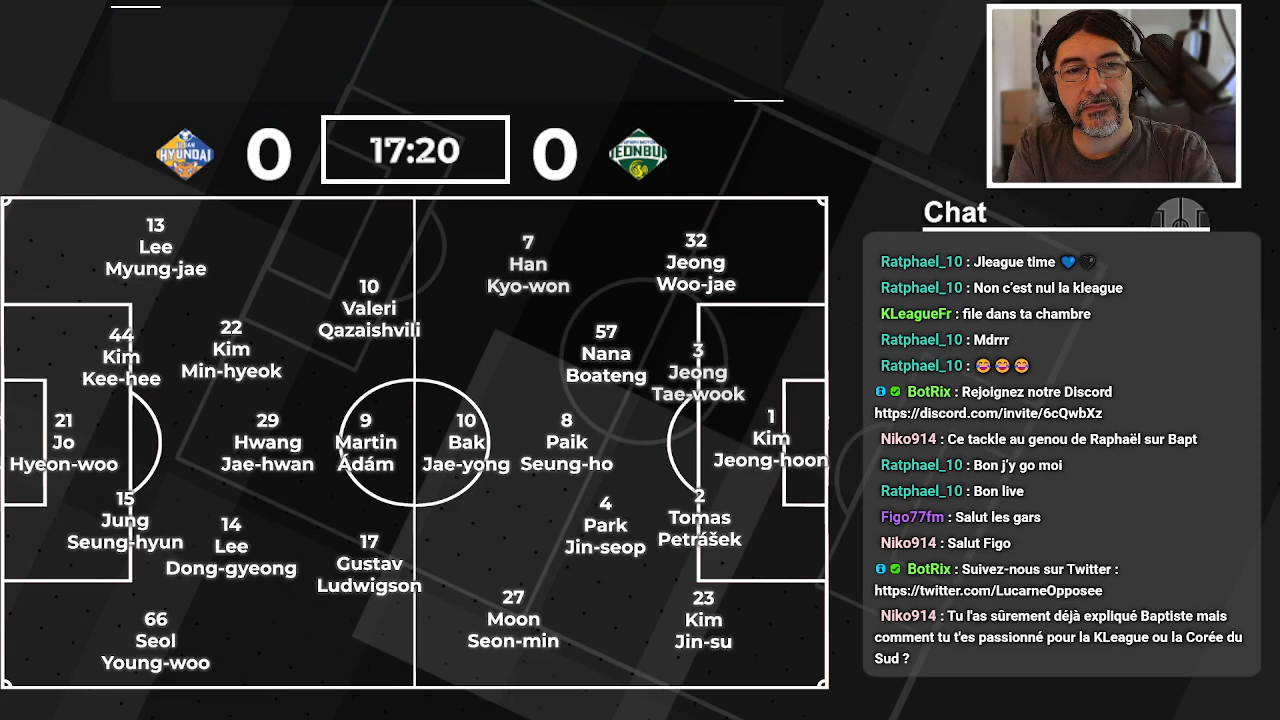 HYUNDAI
0
17:20
0
13
Lee
Myung-jae
44
Kim
Kee-hee
22
Kim
Min-hyeok
10
Valeri
Qazaishvili
21
Jo
Hyeon-woo
29
Hwang
Jae-hwan
9
Martin
Ádám
15
Jung
Seung-hyun
14
Lee
Dong-gyeong
17
Gustav
Ludwigson
66
Seol
Young-woo
7
Han
Kyo-won
32
Jeong
Woo-jae
57
Nana
Boateng
3
Jeong
Tae-wook
10
Bak
Jae-yong
8
Paik
Seung-ho
1
Kim
Jeong-hoon
4
Park
Jin-seop
2
Tomas
Petrášek
27
Moon
Seon-min
23
Kim
Jin-su
Chat
Ratphael_10 : Jleague time 💙🖤
Ratphael_10 : Non c'est nul la kleague
KLeagueFr : file dans ta chambre
Ratphael_10 : Mdrrr
Ratphael_10 : 😂 😂 😂
BotRix : Rejoignez notre Discord
https://discord.com/invite/6cQwbXz
Niko914 : Ce tackle au genou de Raphaël sur Bapt
Ratphael_10 : Bon j'y go moi
Ratphael_10 : Bon live
Figo77fm : Salut les gars
Niko914 : Salut Figo
BotRix : Suivez-nous sur Twitter :
https://twitter.com/LucarneOpposee
Niko914 : Tu l'as sûrement déjà expliqué Baptiste mais
comment tu t'es passionné pour la KLeague ou la Corée du
Sud ?